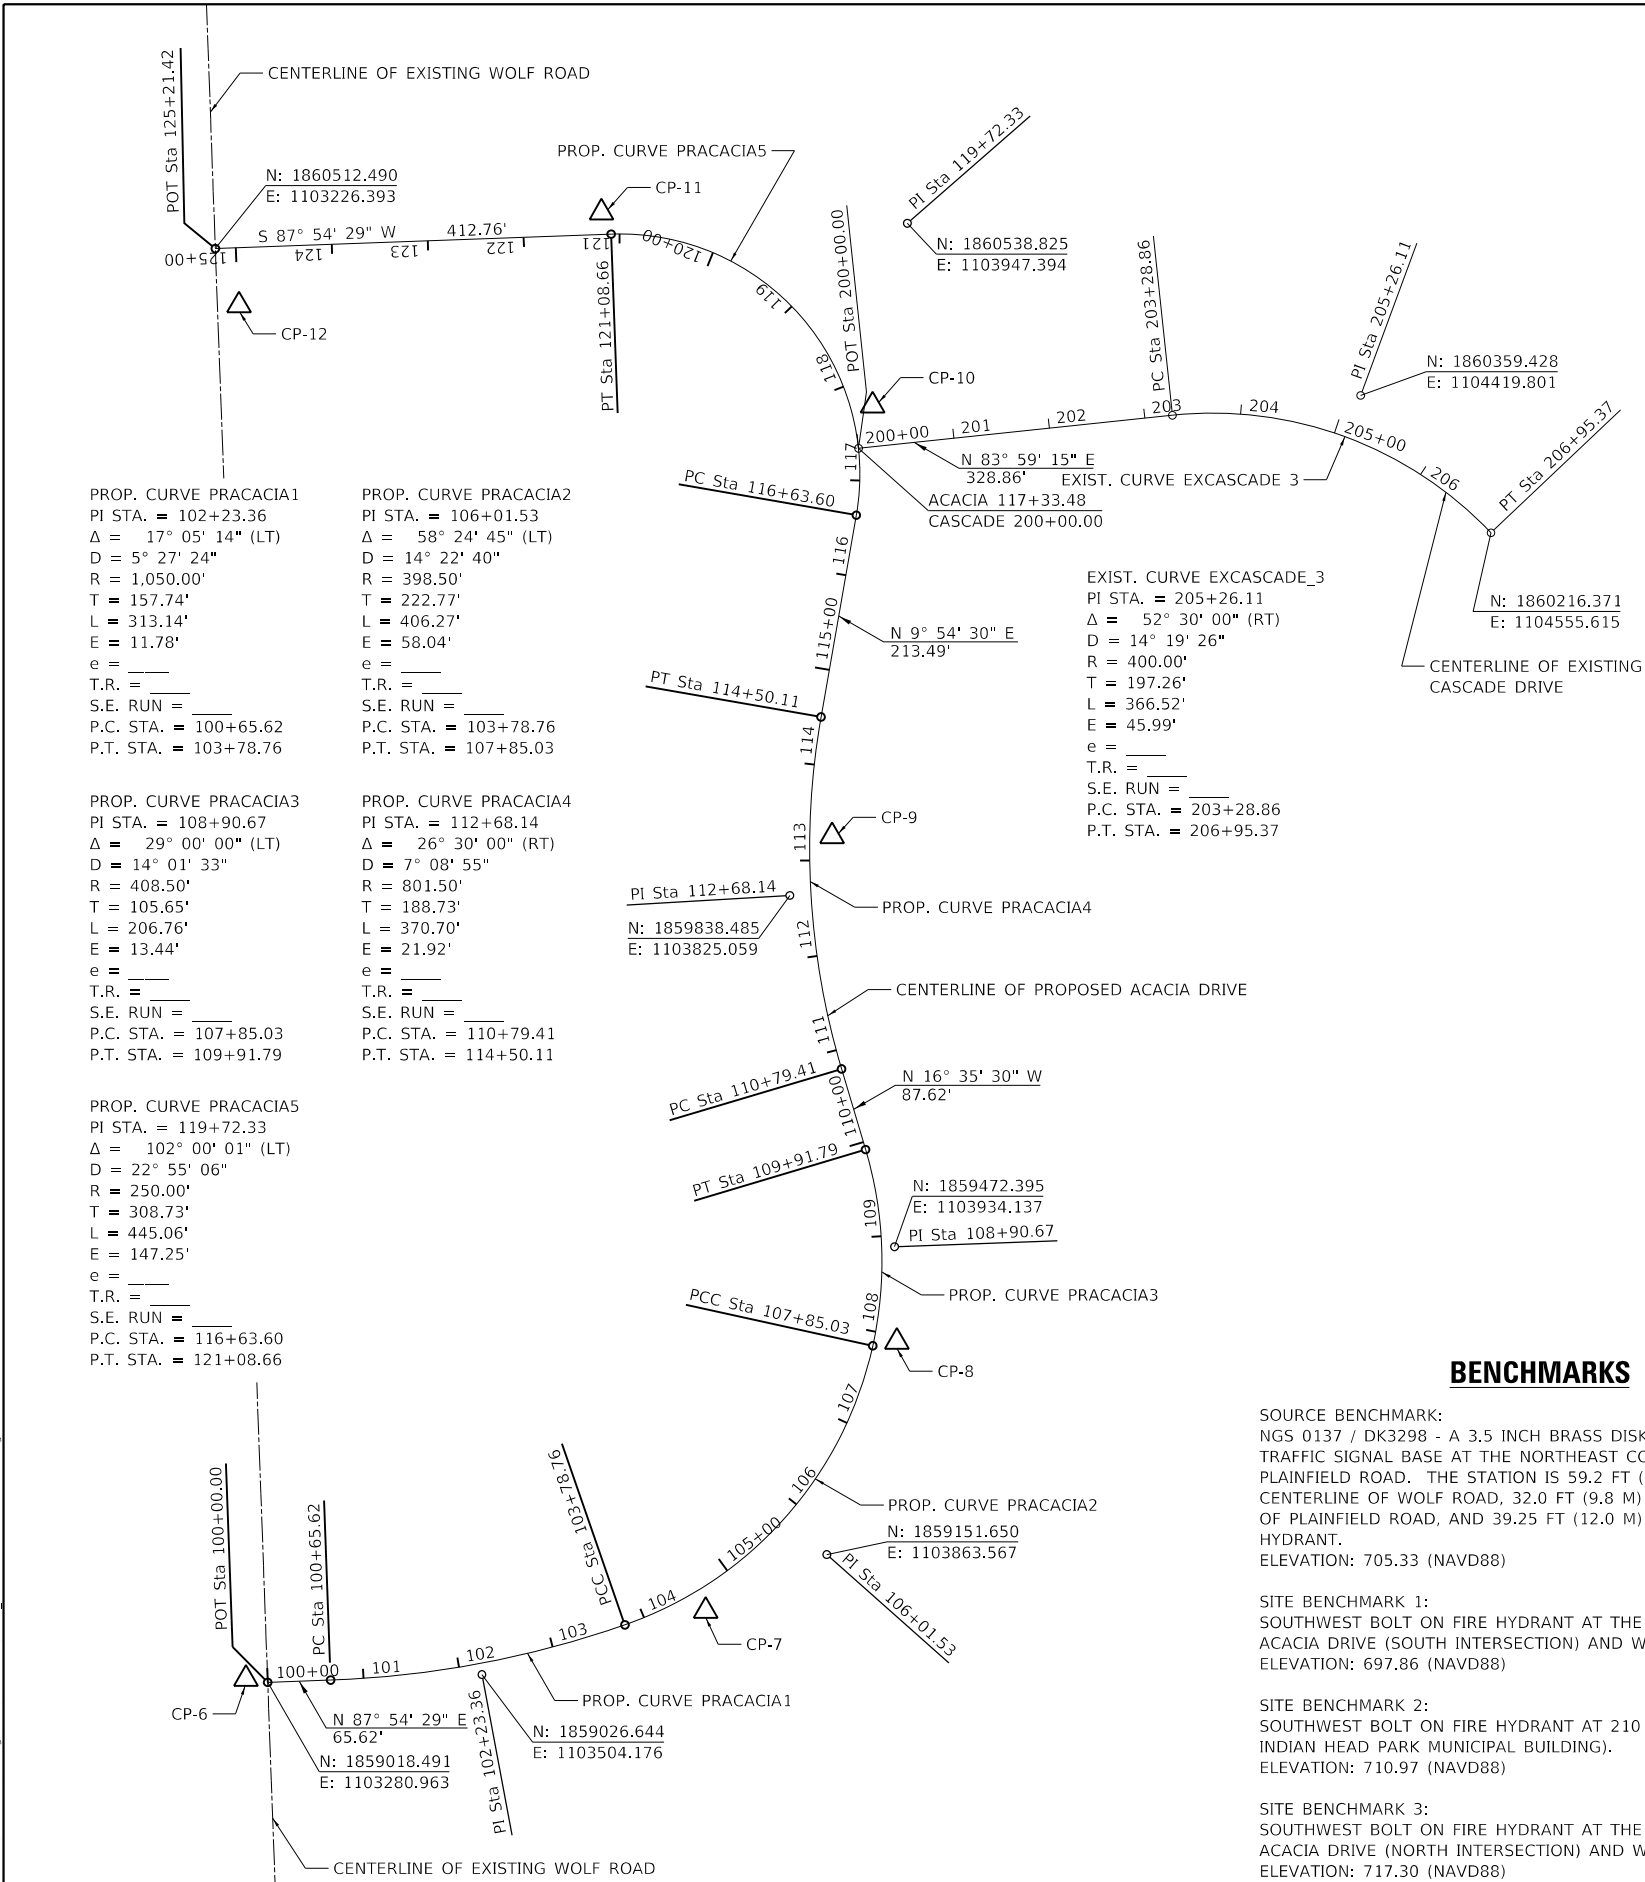 POT Sta 125+21.42
CENTERLINE OF EXISTING WOLF ROAD
N: 1860512.490
E: 1103226.393
S 87° 54' 29" W 412.76'
125+00
124
123
122
121
120+00
119
118
117
PROP. CURVE PRACACIA5
CP-11
CP-12
PT Sta 121+08.66
PI Sta 119+72.33
N: 1860538.825
E: 1103947.394
POT Sta 200+00.00
CP-10
PC Sta 203+28.86
PI Sta 205+26.11
N: 1860359.428
E: 1104419.801
PT Sta 206+95.37
200+00
201
202
203
204
205+00
206
N 83° 59' 15" E
328.86'
EXIST. CURVE EXCASCADE 3
ACACIA 117+33.48
CASCADE 200+00.00
N: 1860216.371
E: 1104555.615
CENTERLINE OF EXISTING
CASCADE DRIVE
PC Sta 116+63.60
116
115+00
N 9° 54' 30" E
213.49'
PT Sta 114+50.11
114
113
CP-9
PI Sta 112+68.14
N: 1859838.485
E: 1103825.059
PROP. CURVE PRACACIA4
112
CENTERLINE OF PROPOSED ACACIA DRIVE
111
PROP. CURVE PRACACIA1
PI STA. = 102+23.36
Δ = 17° 05' 14" (LT)
D = 5° 27' 24"
R = 1,050.00'
T = 157.74'
L = 313.14'
E = 11.78'
e = ____
T.R. = ____
S.E. RUN = ____
P.C. STA. = 100+65.62
P.T. STA. = 103+78.76
PROP. CURVE PRACACIA2
PI STA. = 106+01.53
Δ = 58° 24' 45" (LT)
D = 14° 22' 40"
R = 398.50'
T = 222.77'
L = 406.27'
E = 58.04'
e = ____
T.R. = ____
S.E. RUN = ____
P.C. STA. = 103+78.76
P.T. STA. = 107+85.03
EXIST. CURVE EXCASCADE_3
PI STA. = 205+26.11
Δ = 52° 30' 00" (RT)
D = 14° 19' 26"
R = 400.00'
T = 197.26'
L = 366.52'
E = 45.99'
e = ____
T.R. = ____
S.E. RUN = ____
P.C. STA. = 203+28.86
P.T. STA. = 206+95.37
PROP. CURVE PRACACIA3
PI STA. = 108+90.67
Δ = 29° 00' 00" (LT)
D = 14° 01' 33"
R = 408.50'
T = 105.65'
L = 206.76'
E = 13.44'
e = ____
T.R. = ____
S.E. RUN = ____
P.C. STA. = 107+85.03
P.T. STA. = 109+91.79
PROP. CURVE PRACACIA4
PI STA. = 112+68.14
Δ = 26° 30' 00" (RT)
D = 7° 08' 55"
R = 801.50'
T = 188.73'
L = 370.70'
E = 21.92'
e = ____
T.R. = ____
S.E. RUN = ____
P.C. STA. = 110+79.41
P.T. STA. = 114+50.11
PROP. CURVE PRACACIA5
PI STA. = 119+72.33
Δ = 102° 00' 01" (LT)
D = 22° 55' 06"
R = 250.00'
T = 308.73'
L = 445.06'
E = 147.25'
e = ____
T.R. = ____
S.E. RUN = ____
P.C. STA. = 116+63.60
P.T. STA. = 121+08.66
PC Sta 110+79.41
110+00
N 16° 35' 30" W
87.62'
PT Sta 109+91.79
109
N: 1859472.395
E: 1103934.137
PI Sta 108+90.67
PROP. CURVE PRACACIA3
PCC Sta 107+85.03
108
CP-8
107
106
PROP. CURVE PRACACIA2
N: 1859151.650
E: 1103863.567
PI Sta 106+01.53
105+00
104
PCC Sta 103+78.76
CP-7
103
102
101
100+00
POT Sta 100+00.00
PC Sta 100+65.62
CP-6
N 87° 54' 29" E
65.62'
N: 1859018.491
E: 1103280.963
PI Sta 102+23.36
PROP. CURVE PRACACIA1
N: 1859026.644
E: 1103504.176
CENTERLINE OF EXISTING WOLF ROAD
BENCHMARKS
SOURCE BENCHMARK:
NGS 0137 / DK3298 - A 3.5 INCH BRASS DISK
TRAFFIC SIGNAL BASE AT THE NORTHEAST CO
PLAINFIELD ROAD. THE STATION IS 59.2 FT (
CENTERLINE OF WOLF ROAD, 32.0 FT (9.8 M)
OF PLAINFIELD ROAD, AND 39.25 FT (12.0 M)
HYDRANT.
ELEVATION: 705.33 (NAVD88)
SITE BENCHMARK 1:
SOUTHWEST BOLT ON FIRE HYDRANT AT THE
ACACIA DRIVE (SOUTH INTERSECTION) AND W
ELEVATION: 697.86 (NAVD88)
SITE BENCHMARK 2:
SOUTHWEST BOLT ON FIRE HYDRANT AT 210
INDIAN HEAD PARK MUNICIPAL BUILDING).
ELEVATION: 710.97 (NAVD88)
SITE BENCHMARK 3:
SOUTHWEST BOLT ON FIRE HYDRANT AT THE
ACACIA DRIVE (NORTH INTERSECTION) AND W
ELEVATION: 717.30 (NAVD88)